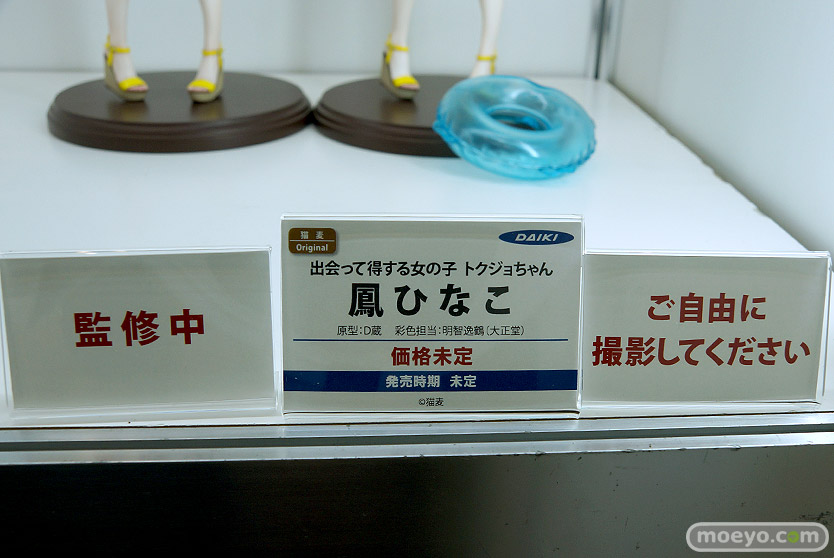 監修中
猫麦
Original
DAIKI
出会って得する女の子 トクジョちゃん
鳳ひなこ
原型:D蔵 彩色担当:明智逸鶴(大正堂)
価格未定
発売時期 未定
©猫麦
ご自由に
撮影してください
moeyo.com